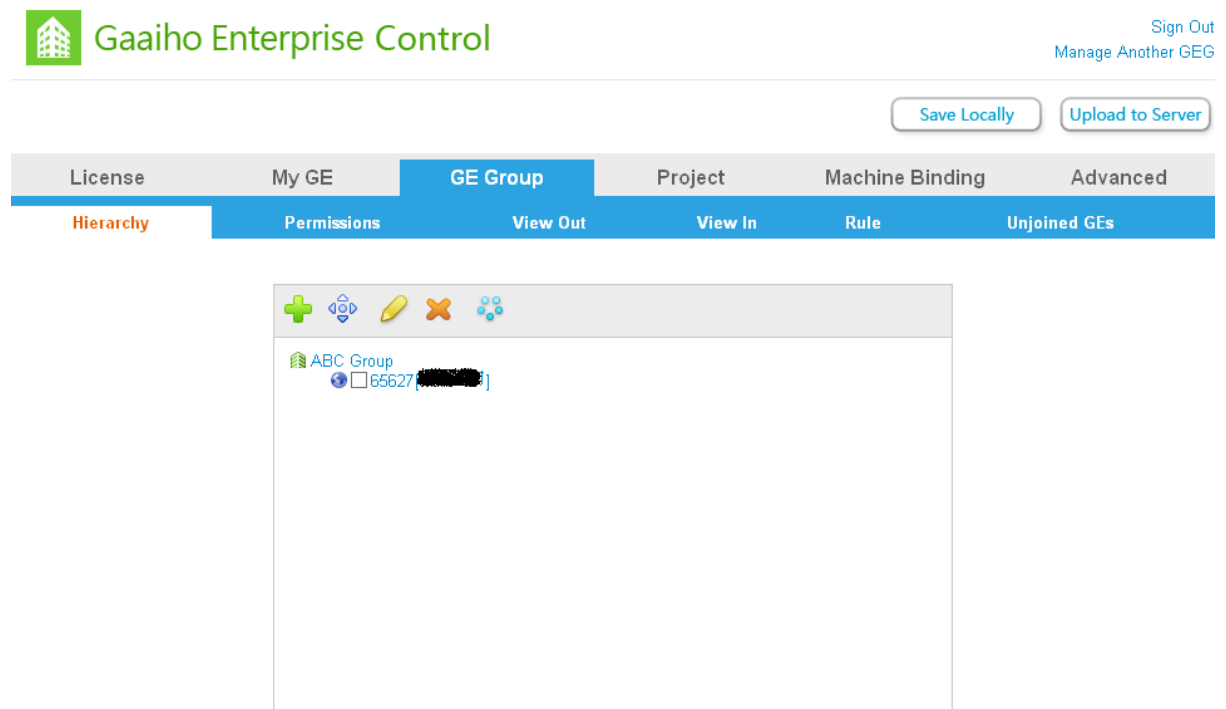 Gaaiho Enterprise Control
Sign Out
Manage Another GEG
Save Locally
Upload to Server
License My GE GE Group Project Machine Binding Advanced
Hierarchy Permissions View Out View In Rule Unjoined GEs
ABC Group
65627[ ]